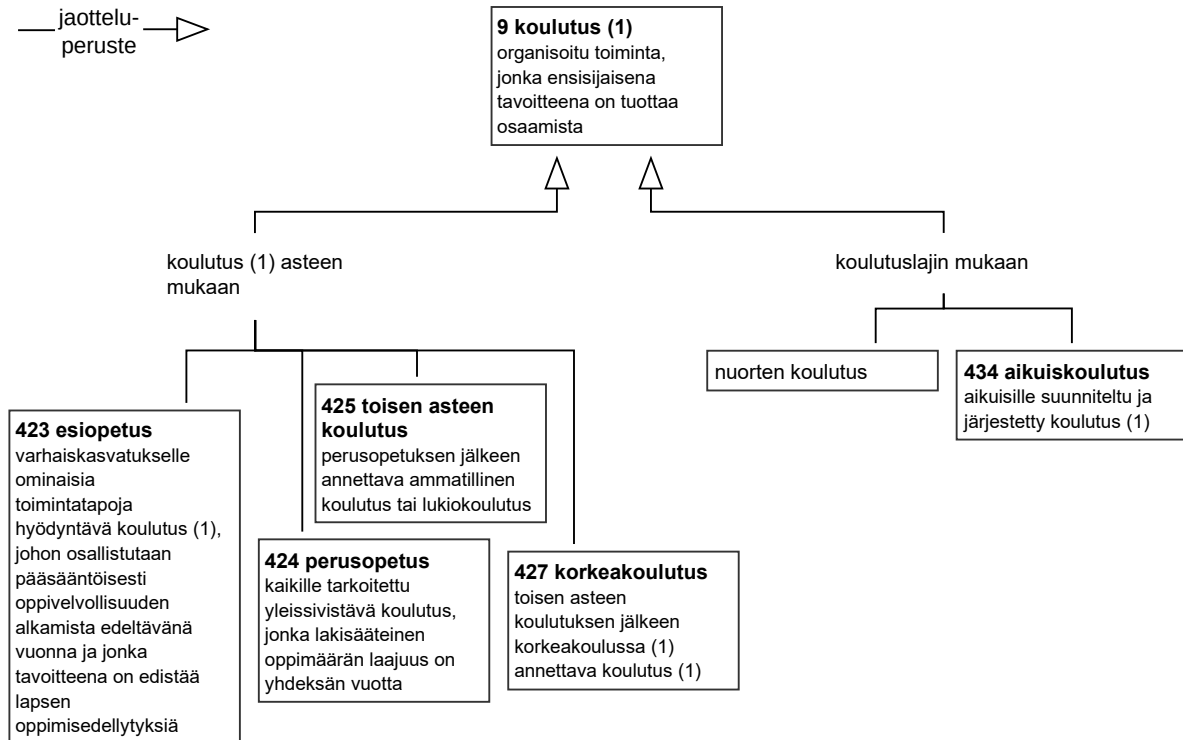 jaottelu-
peruste
9 koulutus (1)
organisoitu toiminta,
jonka ensisijaisena
tavoitteena on tuottaa
osaamista
koulutus (1) asteen
mukaan
koulutuslajin mukaan
nuorten koulutus
434 aikuiskoulutus
aikuisille suunniteltu ja
järjestetty koulutus (1)
423 esiopetus
varhaiskasvatukselle
ominaisia
toimintatapoja
hyödyntävä koulutus (1),
johon osallistutaan
pääsääntöisesti
oppivelvollisuuden
alkamista edeltävänä
vuonna ja jonka
tavoitteena on edistää
lapsen
oppimisedellytyksiä
425 toisen asteen
koulutus
perusopetuksen jälkeen
annettava ammatillinen
koulutus tai lukiokoulutus
424 perusopetus
kaikille tarkoitettu
yleissivistävä koulutus,
jonka lakisääteinen
oppimäärän laajuus on
yhdeksän vuotta
427 korkeakoulutus
toisen asteen
koulutuksen jälkeen
korkeakoulussa (1)
annettava koulutus (1)